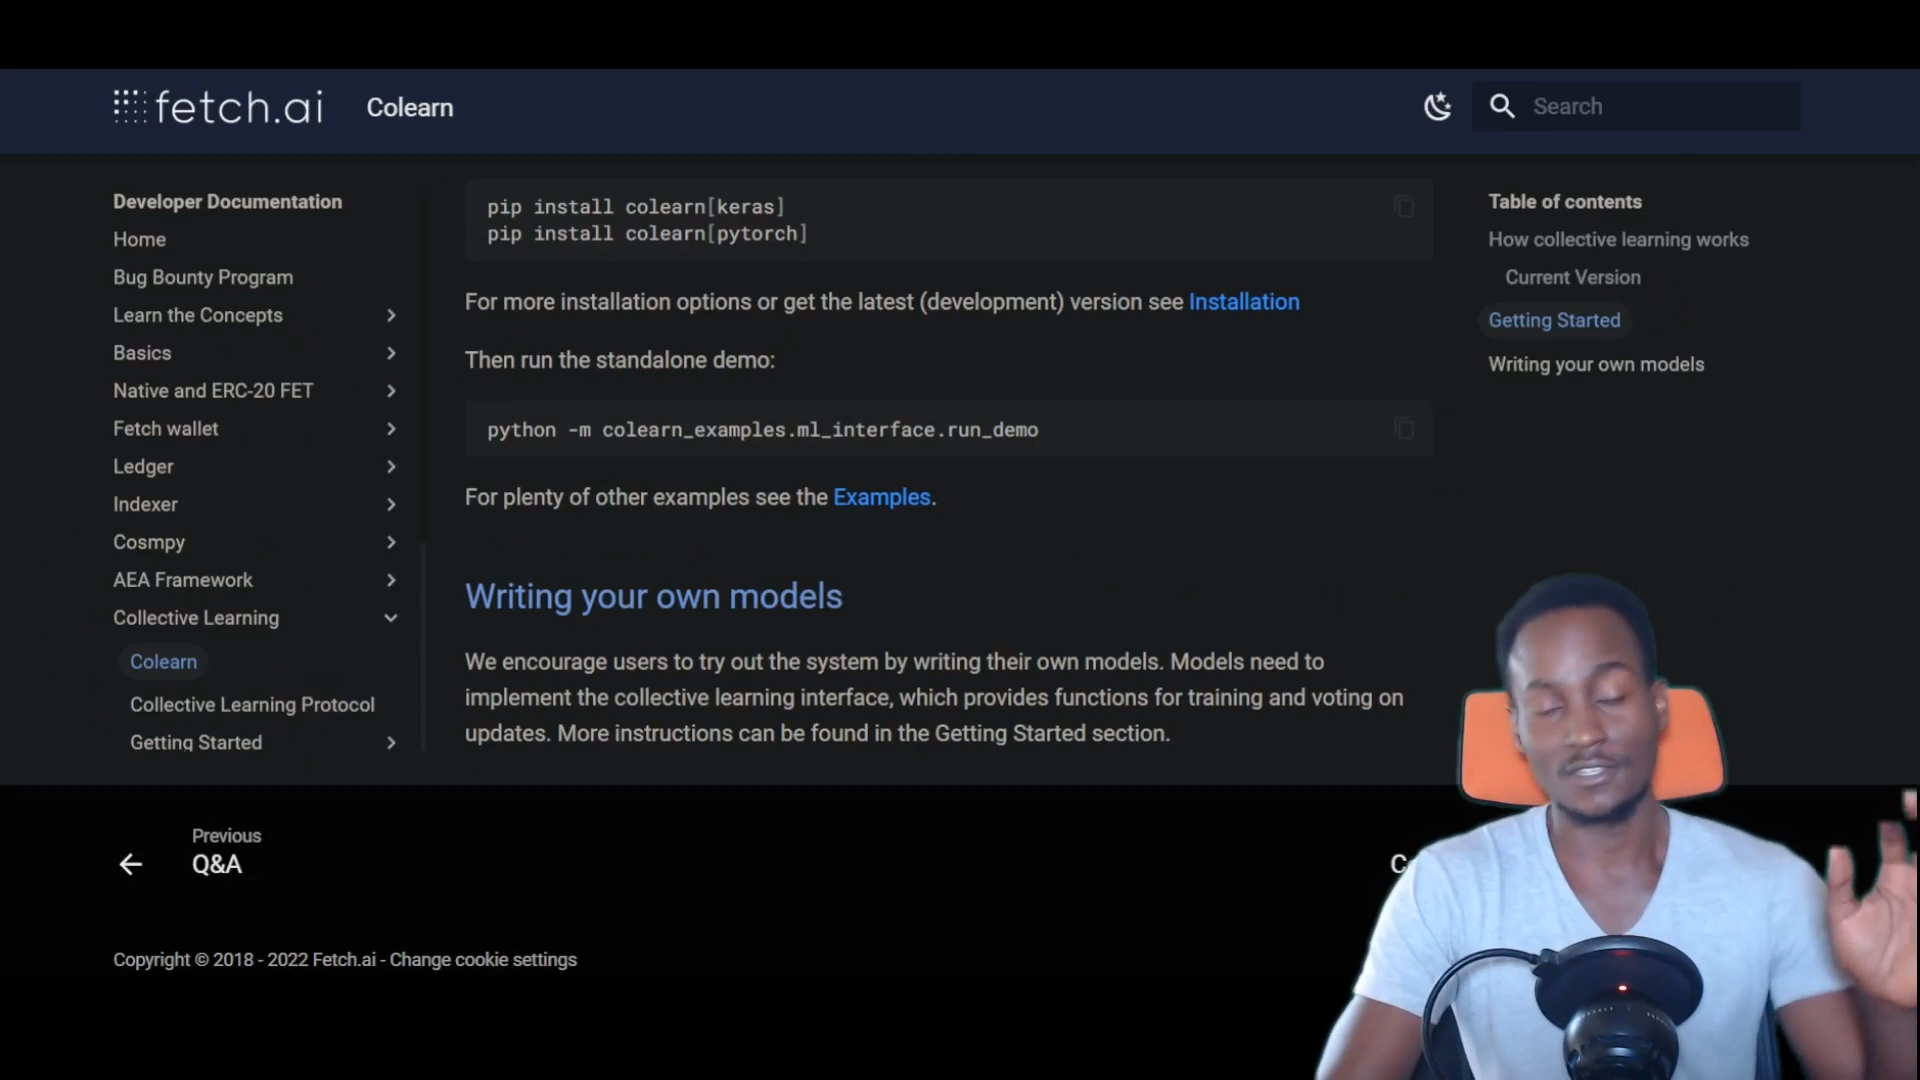 fetch.ai
Colearn
Search
Developer Documentation
Home
Bug Bounty Program
Learn the Concepts
Basics
Native and ERC-20 FET
Fetch wallet
Ledger
Indexer
Cosmpy
AEA Framework
Collective Learning
Colearn
Collective Learning Protocol
Getting Started
pip install colearn[keras]
pip install colearn[pytorch]
For more installation options or get the latest (development) version see Installation
Then run the standalone demo:
python -m colearn_examples.ml_interface.run_demo
For plenty of other examples see the Examples.
Writing your own models
We encourage users to try out the system by writing their own models. Models need to
implement the collective learning interface, which provides functions for training and voting on
updates. More instructions can be found in the Getting Started section.
Table of contents
How collective learning works
Current Version
Getting Started
Writing your own models
Previous
Q&A
Copyright © 2018 - 2022 Fetch.ai - Change cookie settings